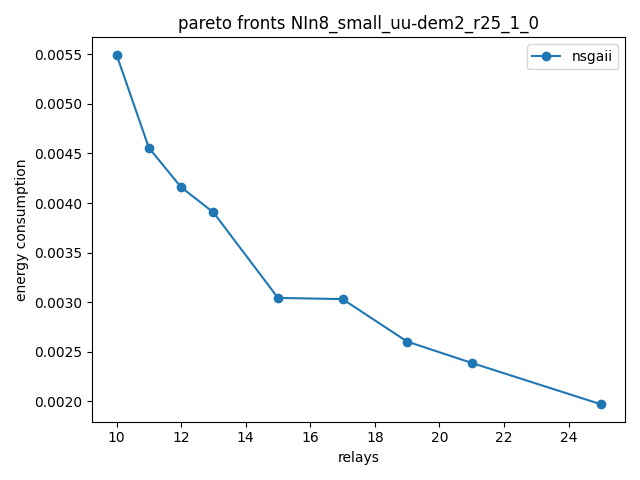 pareto fronts NIn8_small_uu-dem2_r25_1_0
nsgaii
energy consumption
0.0055
0.0050
0.0045
0.0040
0.0035
0.0030
0.0025
0.0020
10 12 14 16 18 20 22 24
relays